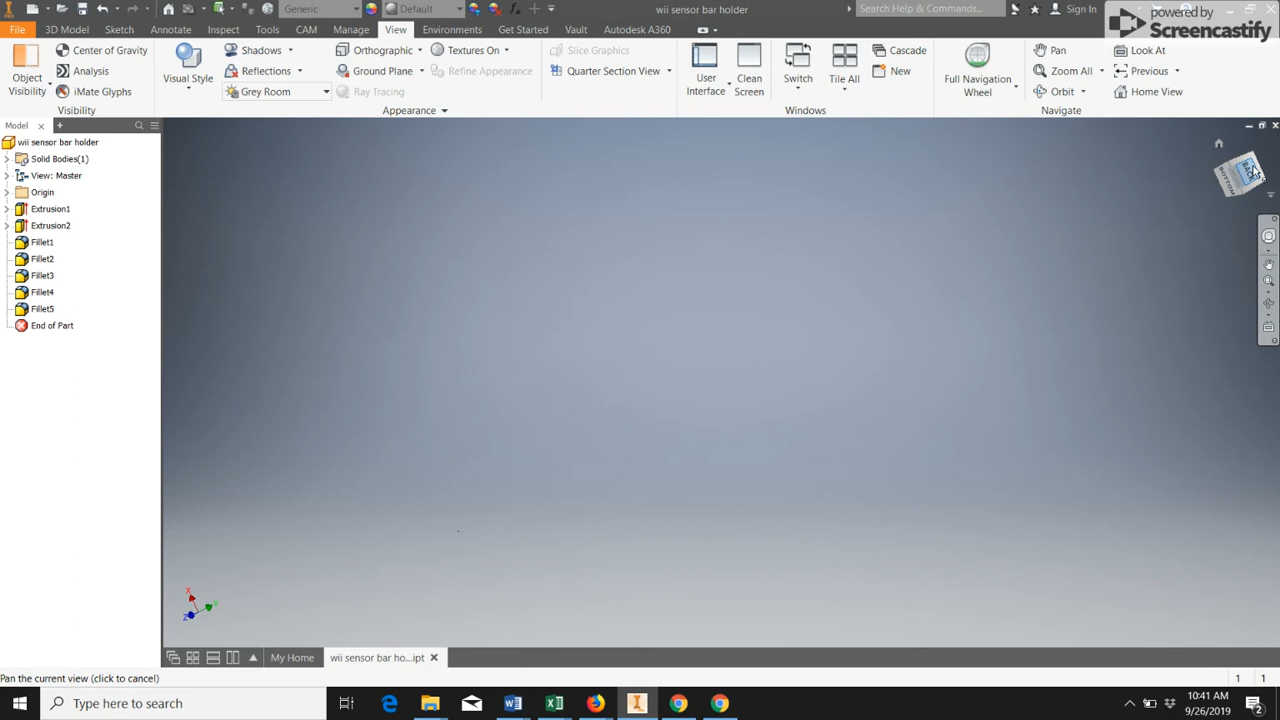 Generic
Default
wii sensor bar holder
Search Help & Commands...
Sign In
powered by
Screencastify
File
3D Model
Sketch
Annotate
Inspect
Tools
CAM
Manage
View
Environments
Get Started
Vault
Autodesk A360
Object
Visibility
Center of Gravity
Analysis
iMate Glyphs
Visibility
Visual Style
Shadows
Reflections
Grey Room
Orthographic
Ground Plane
Ray Tracing
Textures On
Refine Appearance
Appearance
Slice Graphics
Quarter Section View
User
Interface
Clean
Screen
Switch
Tile All
Cascade
New
Windows
Full Navigation
Wheel
Pan
Zoom All
Orbit
Look At
Previous
Home View
Navigate
Model
wii sensor bar holder
Solid Bodies(1)
View: Master
Origin
Extrusion1
Extrusion2
Fillet1
Fillet2
Fillet3
Fillet4
Fillet5
End of Part
BOTTOM
BACK
X
Y
Z
My Home
wii sensor bar ho...ipt
Pan the current view (click to cancel)
1 1
Type here to search
10:41 AM
9/26/2019
2